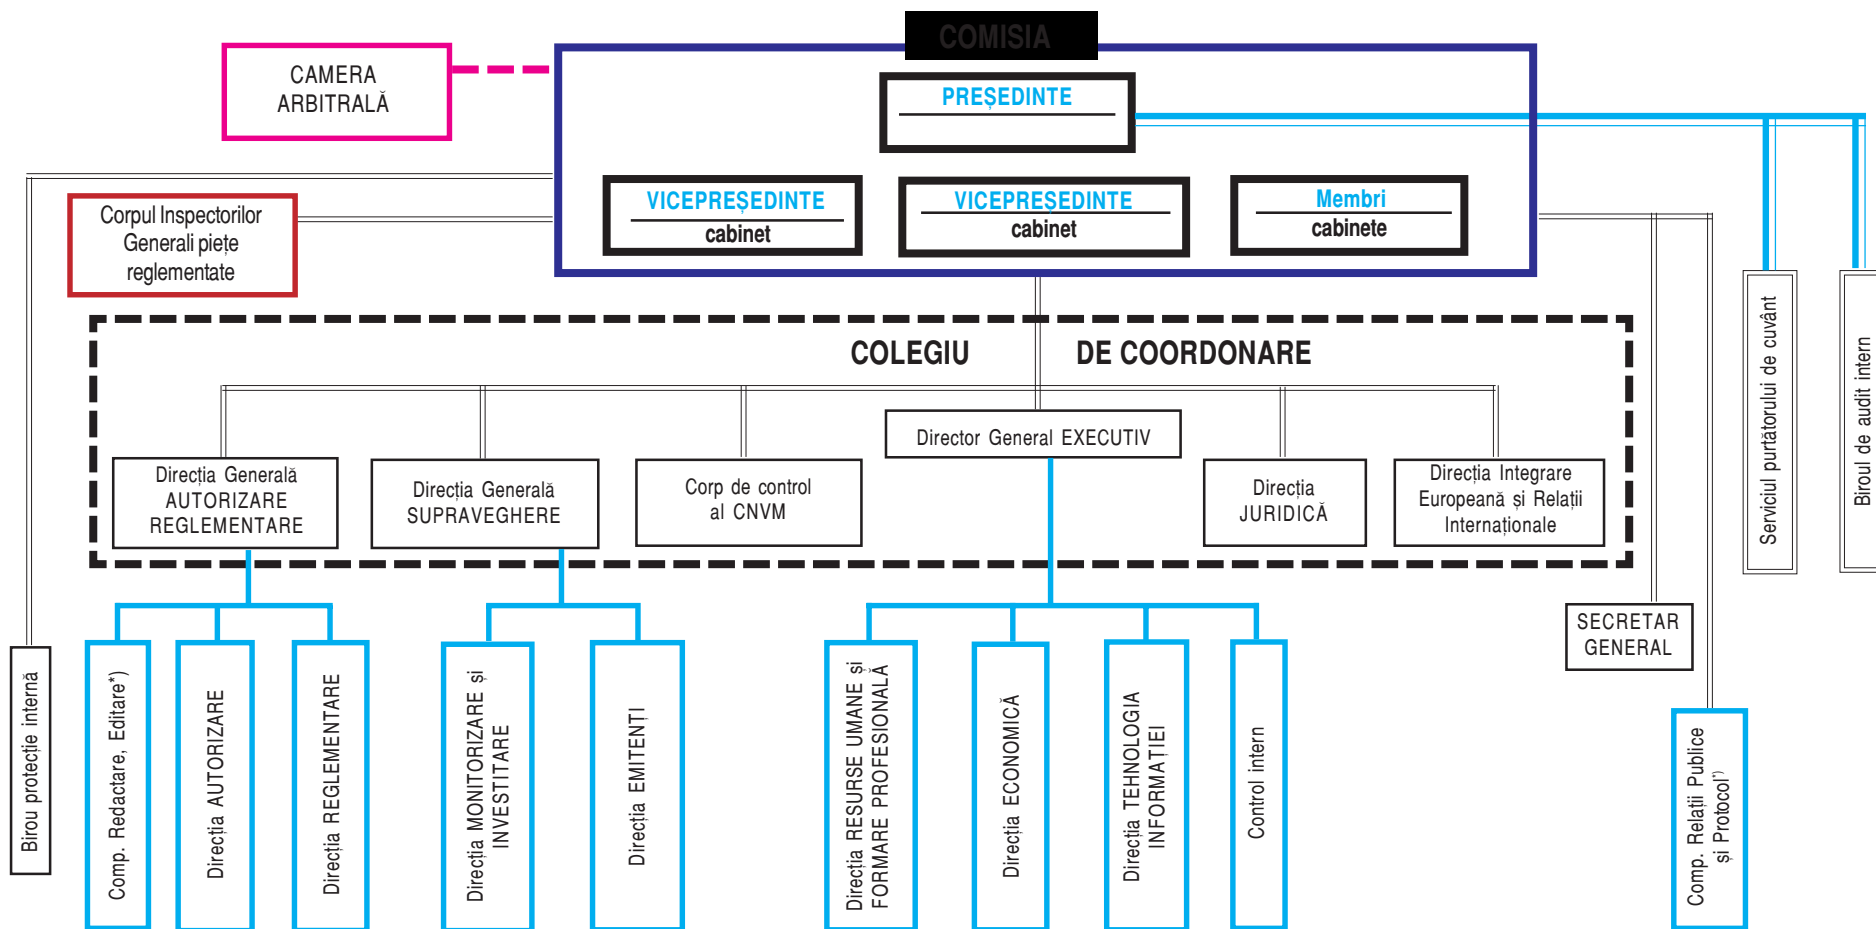 COMISIA
CAMERA
ARBITRALĂ
PREȘEDINTE
Corpul Inspectorilor
Generali piețe
reglementate
VICEPREȘEDINTE
cabinet
VICEPREȘEDINTE
cabinet
Membri
cabinete
Serviciul purtătorului de cuvânt
Biroul de audit intern
COLEGIU DE COORDONARE
Director General EXECUTIV
Direcția Generală
AUTORIZARE
REGLEMENTARE
Direcția Generală
SUPRAVEGHERE
Corp de control
al CNVM
Direcția
JURIDICĂ
Direcția Integrare
Europeană și Relații
Internaționale
SECRETAR
GENERAL
Birou protecție internă
Comp. Redactare, Editare*)
Direcția AUTORIZARE
Direcția REGLEMENTARE
Direcția MONITORIZARE și
INVESTITARE
Direcția EMITENȚI
Direcția RESURSE UMANE și
FORMARE PROFESIONALĂ
Direcția ECONOMICĂ
Direcția TEHNOLOGIA
INFORMAȚIEI
Control intern
Comp. Relații Publice
și Protocol*)